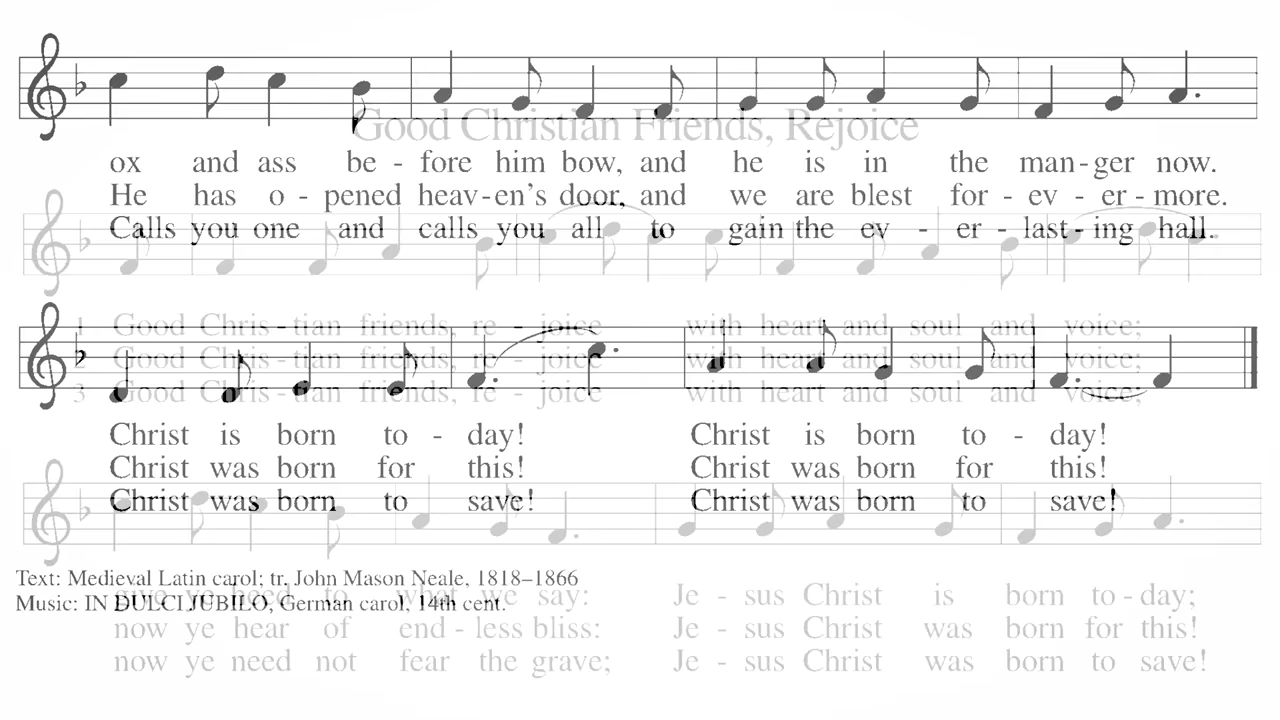 Good Christian Friends, Rejoice
ox and ass be - fore him bow, and he is in the man - ger now.
He has o - pened heav - en's door, and we are blest for - ev - er - more.
Calls you one and calls you all to gain the ev - er - last - ing hall.
1 Good Chris - tian friends, re - joice with heart and soul and voice;
2 Good Chris - tian friends, re - joice with heart and soul and voice;
3 Good Chris - tian friends, re - joice with heart and soul and voice;
Christ is born to - day! Christ is born to - day!
Christ was born for this! Christ was born for this!
Christ was born to save! Christ was born to save!
Text: Medieval Latin carol; tr. John Mason Neale, 1818–1866
give ye heed to what we say: Je - sus Christ is born to - day;
Music: IN DULCI JUBILO, German carol, 14th cent.
now ye hear of end - less bliss: Je - sus Christ was born for this!
now ye need not fear the grave; Je - sus Christ was born to save!